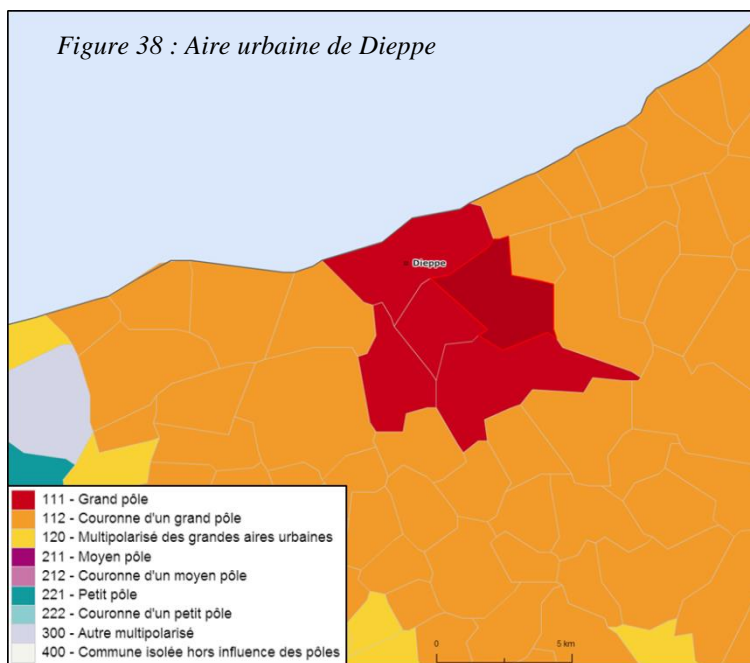 Figure 38 : Aire urbaine de Dieppe
Dieppe
111 - Grand pôle
112 - Couronne d'un grand pôle
120 - Multipolarisé des grandes aires urbaines
211 - Moyen pôle
212 - Couronne d'un moyen pôle
221 - Petit pôle
222 - Couronne d'un petit pôle
300 - Autre multipolarisé
400 - Commune isolée hors influence des pôles
0 5 km